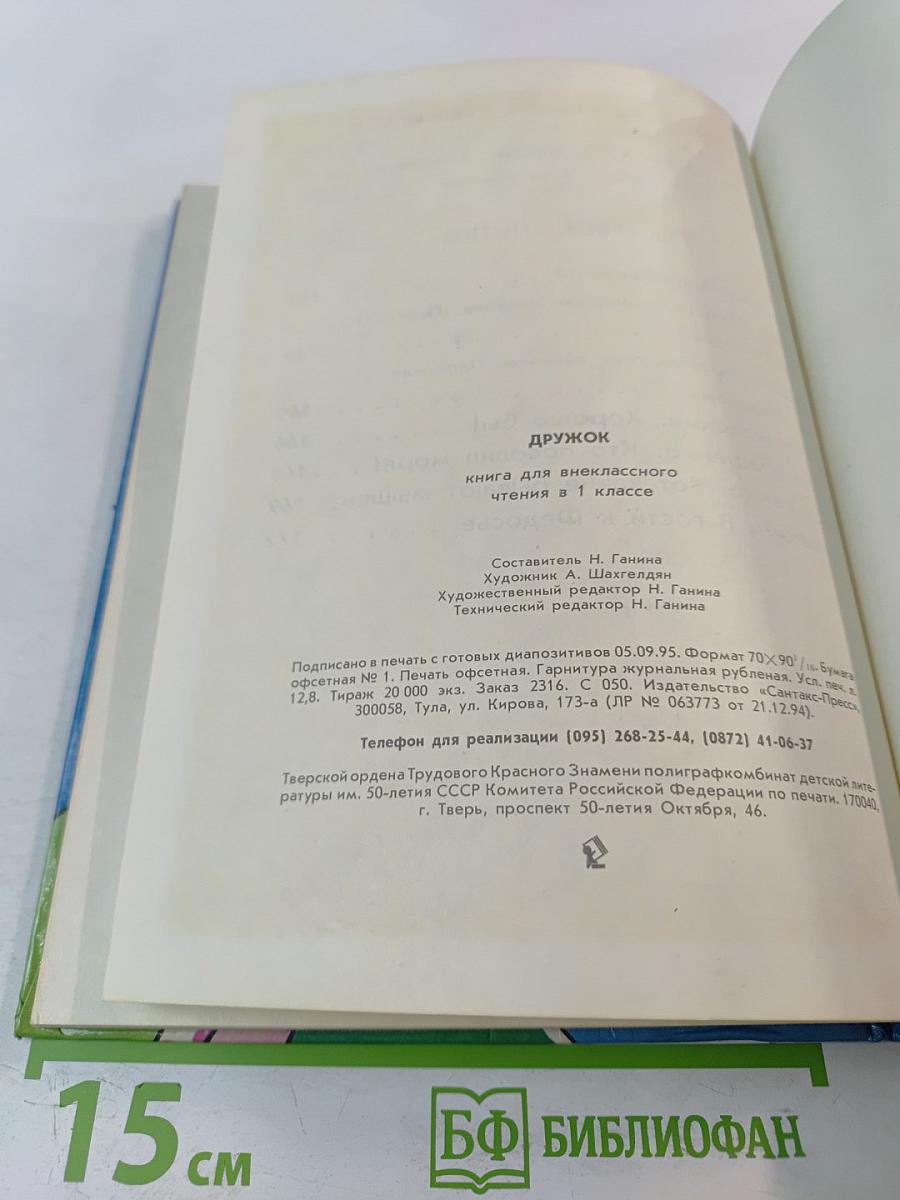 ДРУЖОК
книга для внеклассного
чтения в 1 классе
Составитель Н. Ганина
Художник А. Шахгелдян
Художественный редактор Н. Ганина
Технический редактор Н. Ганина
Подписано в печать с готовых диапозитивов 05.09.95. Формат 70×90¹/₁₆. Бумага
офсетная № 1. Печать офсетная. Гарнитура журнальная рубленая. Усл. печ. л.
12,8. Тираж 20 000 экз. Заказ 2316. С 050. Издательство «Сантакс-Пресс»,
300058, Тула, ул. Кирова, 173-а (ЛР № 063773 от 21.12.94).
Телефон для реализации (095) 268-25-44, (0872) 41-06-37
Тверской ордена Трудового Красного Знамени полиграфкомбинат детской лите-
ратуры им. 50-летия СССР Комитета Российской Федерации по печати. 170040,
г. Тверь, проспект 50-летия Октября, 46.
15 см
БФ БИБЛИОФАН